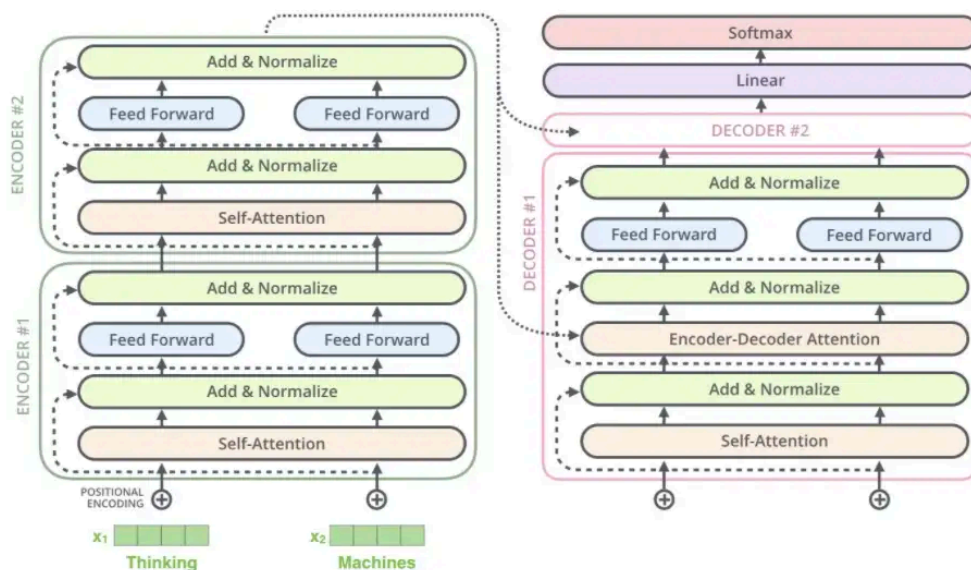 ENCODER #2
Add & Normalize
Feed Forward Feed Forward
Add & Normalize
Self-Attention
ENCODER #1
Add & Normalize
Feed Forward Feed Forward
Add & Normalize
Self-Attention
POSITIONAL
ENCODING
x1 x2
Thinking Machines
Softmax
Linear
DECODER #2
DECODER #1
Add & Normalize
Feed Forward Feed Forward
Add & Normalize
Encoder-Decoder Attention
Add & Normalize
Self-Attention